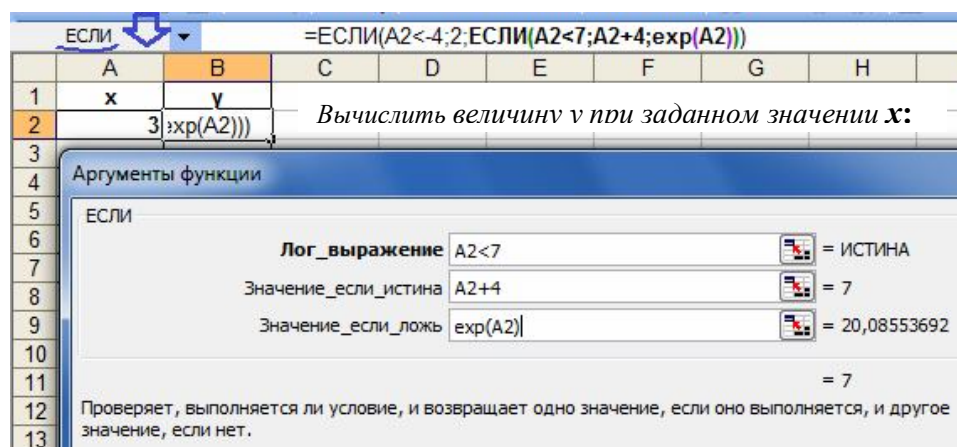 ЕСЛИ =ЕСЛИ(A2<-4;2;ЕСЛИ(A2<7;A2+4;exp(A2)))
A B C D E F G H
1 x y
2 3 exp(A2))) Вычислить величину y при заданном значении x:
3
4 Аргументы функции
5 ЕСЛИ
6 Лог_выражение A2<7 = ИСТИНА
7
8 Значение_если_истина A2+4 = 7
9 Значение_если_ложь exp(A2) = 20,08553692
10
11 = 7
12 Проверяет, выполняется ли условие, и возвращает одно значение, если оно выполняется, и другое
13 значение, если нет.